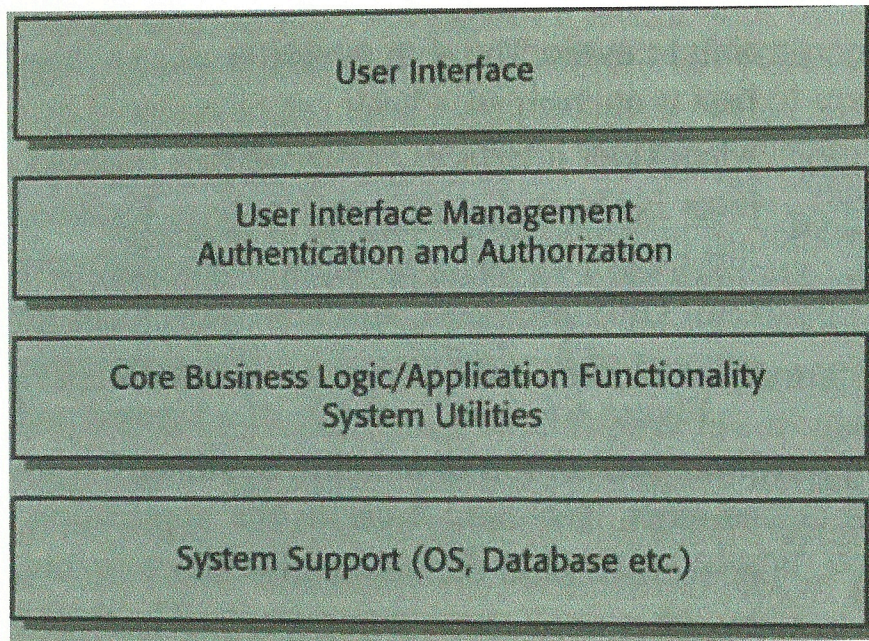 User Interface
User Interface Management
Authentication and Authorization
Core Business Logic/Application Functionality
System Utilities
System Support (OS, Database etc.)